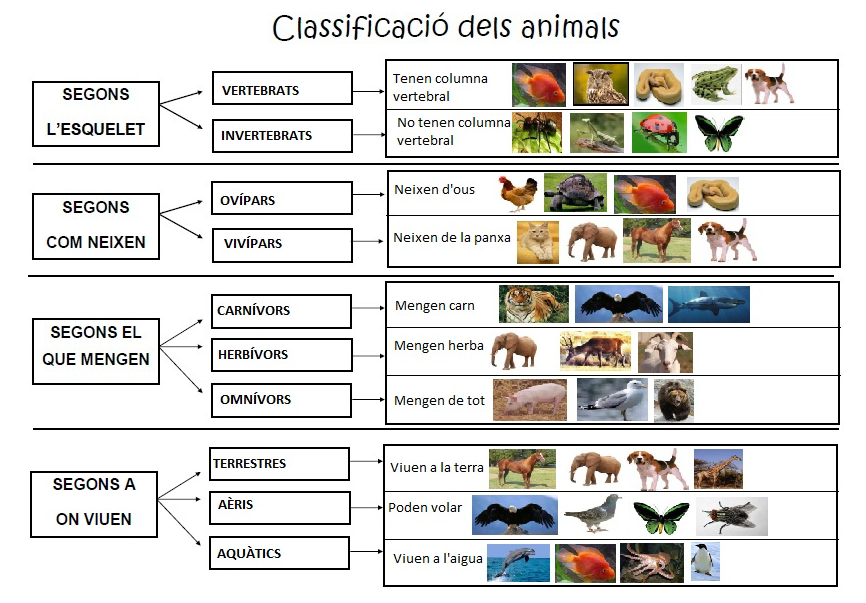 Classificació dels animals
SEGONS
L'ESQUELET
VERTEBRATS
Tenen columna
vertebral
INVERTEBRATS
No tenen columna
vertebral
SEGONS
COM NEIXEN
OVÍPARS
Neixen d'ous
VIVÍPARS
Neixen de la panxa
SEGONS EL
QUE MENGEN
CARNÍVORS
Mengen carn
HERBÍVORS
Mengen herba
OMNÍVORS
Mengen de tot
SEGONS A
ON VIUEN
TERRESTRES
Viuen a la terra
AÈRIS
Poden volar
AQUÀTICS
Viuen a l'aigua